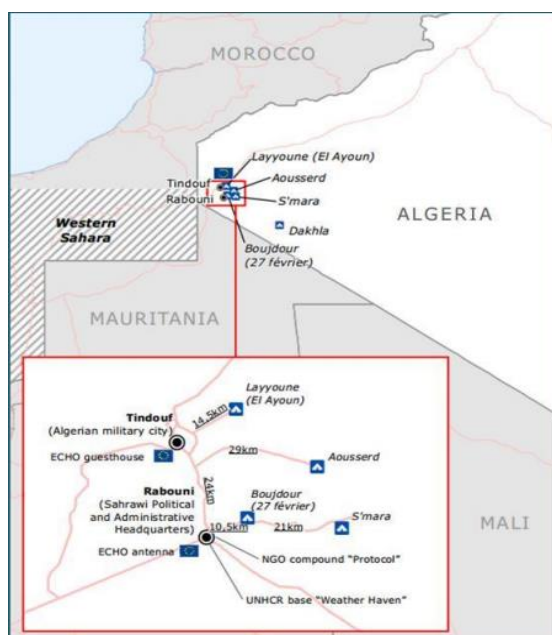 MOROCCO
Layyoune (El Ayoun)
Aousserd
Tindouf
Rabouni
S'mara
Western
Sahara
ALGERIA
Dakhla
Boujdour
(27 février)
MAURITANIA
Layyoune
(El Ayoun)
Tindouf
(Algerian military city)
14,5km
ECHO guesthouse
29km
Aousserd
24km
Rabouni
(Sahrawi Political
and Administrative
Headquarters)
Boujdour
(27 février)
S'mara
10,5km
21km
MALI
ECHO antenna
NGO compound "Protocol"
UNHCR base "Weather Haven"